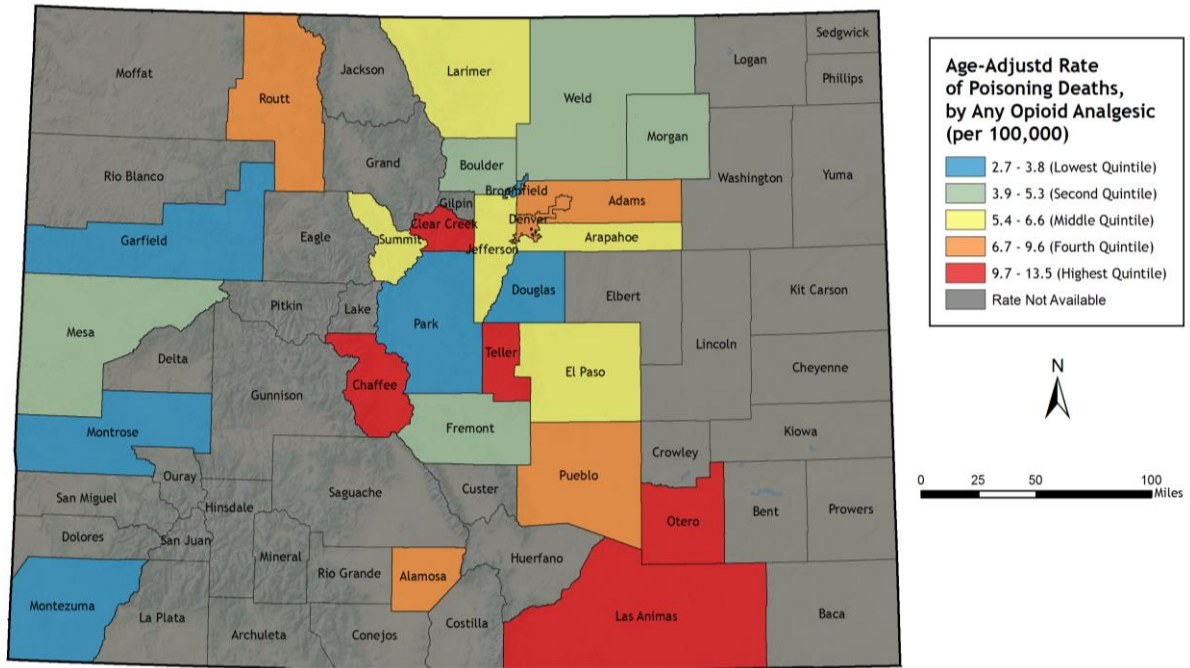 Moffat
Routt
Jackson
Larimer
Weld
Logan
Sedgwick
Phillips
Morgan
Grand
Boulder
Rio Blanco
Washington
Yuma
Broomfield
Gilpin
Adams
Clear Creek
Denver
Garfield
Eagle
Summit
Jefferson
Arapahoe
Pitkin
Lake
Park
Douglas
Elbert
Kit Carson
Mesa
Delta
Teller
El Paso
Lincoln
Cheyenne
Chaffee
Gunnison
Montrose
Fremont
Kiowa
Crowley
Ouray
Pueblo
San Miguel
Hinsdale
Saguache
Custer
Otero
Bent
Prowers
Dolores
San Juan
Mineral
Rio Grande
Alamosa
Huerfano
Montezuma
La Plata
Archuleta
Conejos
Costilla
Las Animas
Baca
Age-Adjustd Rate
of Poisoning Deaths,
by Any Opioid Analgesic
(per 100,000)
2.7 - 3.8 (Lowest Quintile)
3.9 - 5.3 (Second Quintile)
5.4 - 6.6 (Middle Quintile)
6.7 - 9.6 (Fourth Quintile)
9.7 - 13.5 (Highest Quintile)
Rate Not Available
N
0 25 50 100
Miles